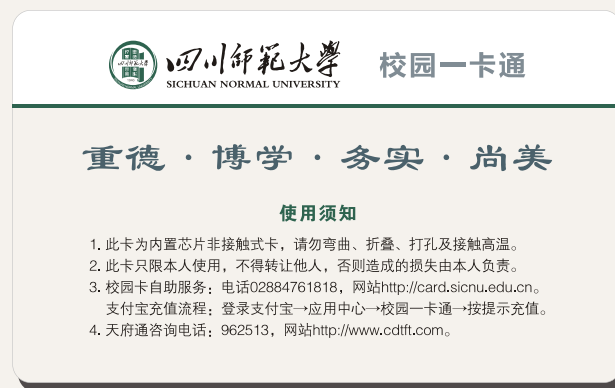 四川師範大學 校园一卡通
SICHUAN NORMAL UNIVERSITY
重德·博学·务实·尚美
使用须知
1. 此卡为内置芯片非接触式卡，请勿弯曲、折叠、打孔及接触高温。
2. 此卡只限本人使用，不得转让他人，否则造成的损失由本人负责。
3. 校园卡自助服务：电话02884761818，网站http://card.sicnu.edu.cn。
支付宝充值流程：登录支付宝→应用中心→校园一卡通→按提示充值。
4. 天府通咨询电话：962513，网站http://www.cdtft.com。